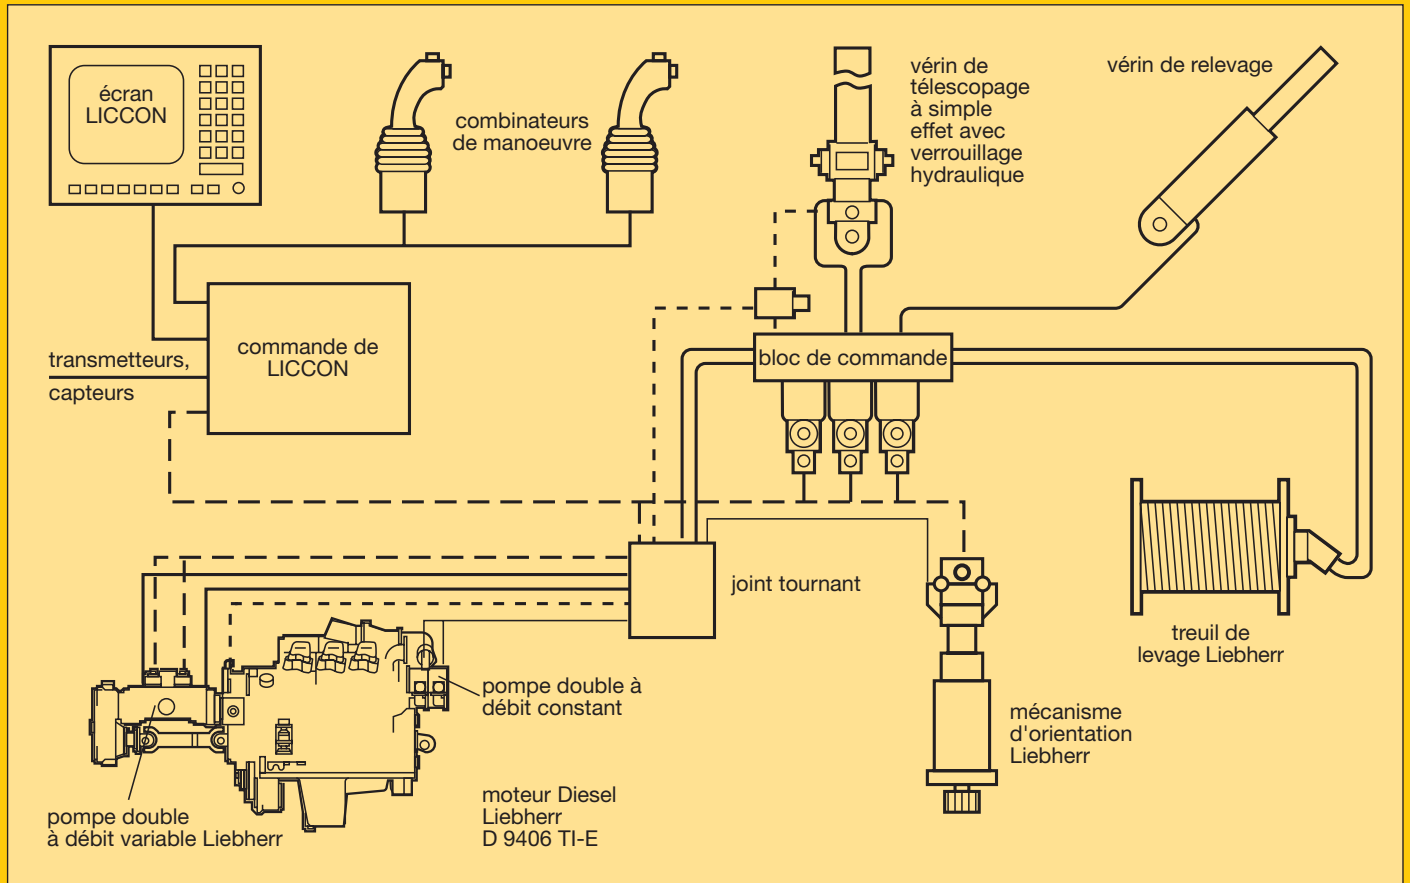 écran
LICCON
combinateurs
de manoeuvre
vérin de
télescopage
à simple
effet avec
verrouillage
hydraulique
vérin de relevage
transmetteurs,
capteurs
commande de
LICCON
bloc de commande
joint tournant
treuil de
levage Liebherr
pompe double à
débit constant
mécanisme
d'orientation
Liebherr
moteur Diesel
Liebherr
D 9406 TI-E
pompe double
à débit variable Liebherr